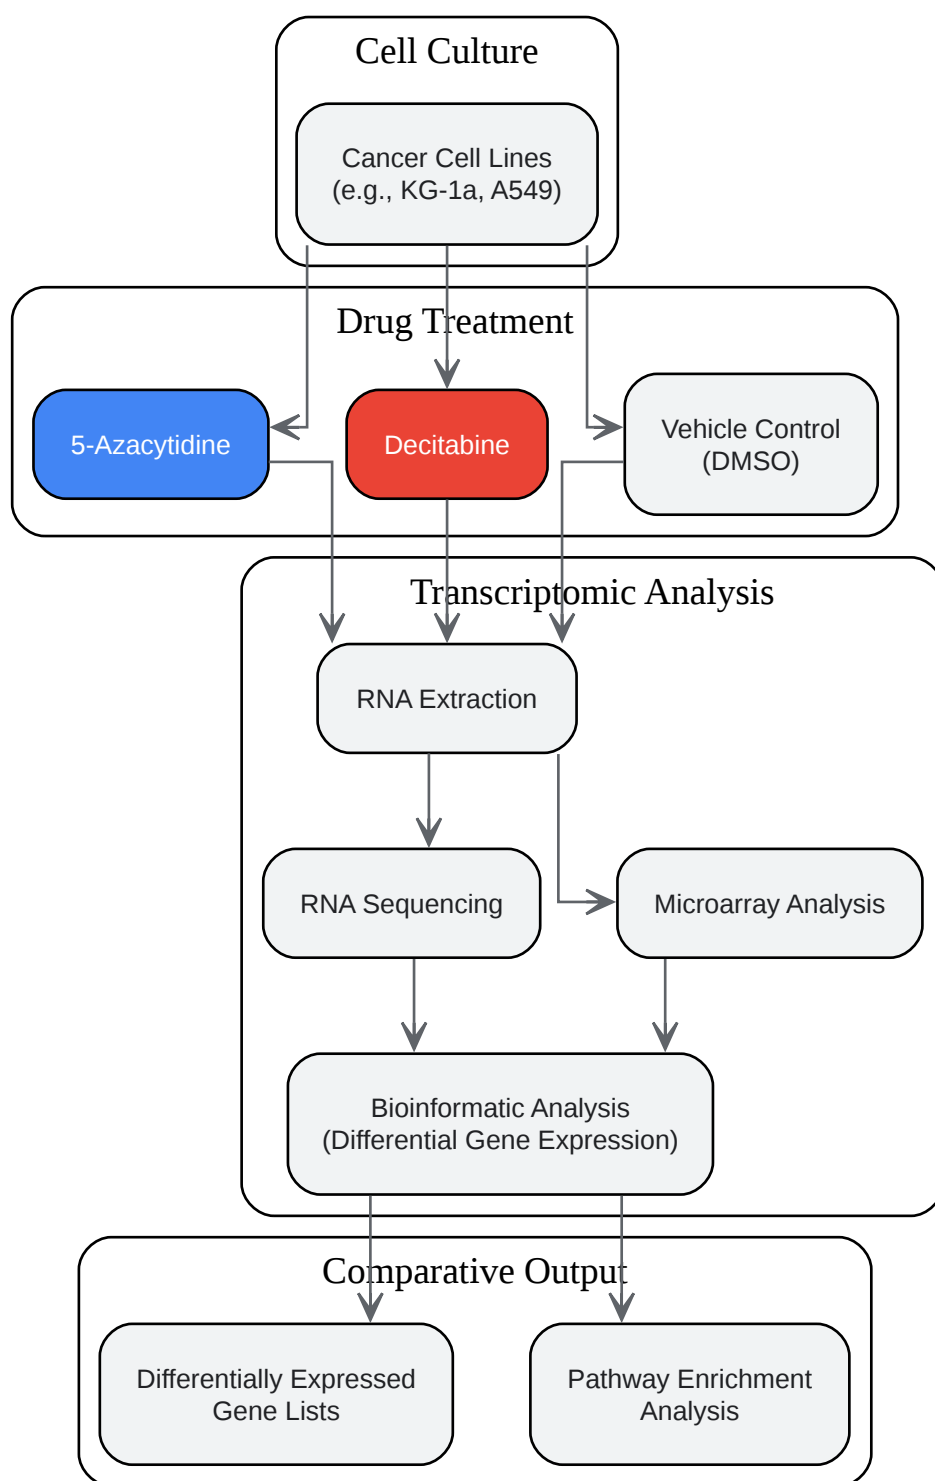 Cell Culture
Cancer Cell Lines
(e.g., KG-1a, A549)
Drug Treatment
5-Azacytidine
Decitabine
Vehicle Control
(DMSO)
Transcriptomic Analysis
RNA Extraction
RNA Sequencing
Microarray Analysis
Bioinformatic Analysis
(Differential Gene Expression)
Comparative Output
Differentially Expressed
Gene Lists
Pathway Enrichment
Analysis